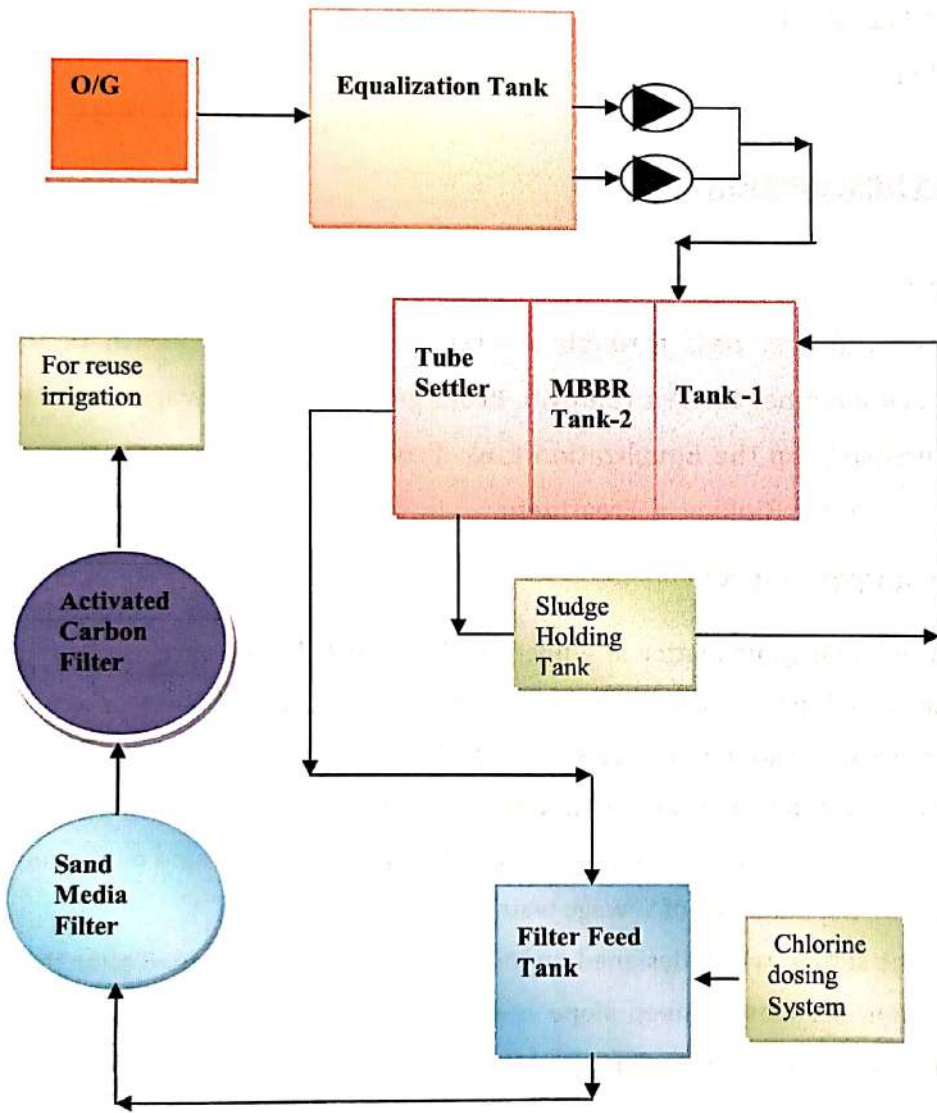 O/G
Equalization Tank
Tube
Settler
MBBR
Tank-2
Tank -1
For reuse
irrigation
Activated
Carbon
Filter
Sludge
Holding
Tank
Sand
Media
Filter
Filter Feed
Tank
Chlorine
dosing
System